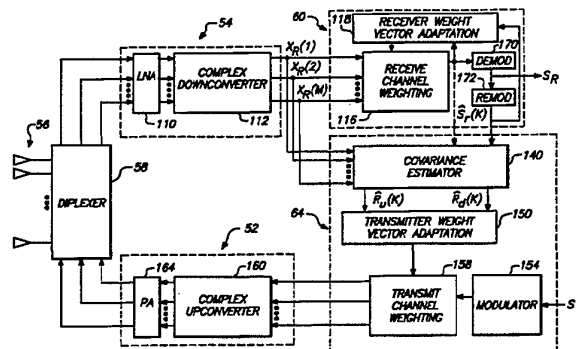 54
60
118
RECEIVER WEIGHT
VECTOR ADAPTATION
X_R(1)
X_R(2)
X_R(M)
LNA
110
COMPLEX
DOWNCONVERTER
112
RECEIVE
CHANNEL
WEIGHTING
116
170
DEMOD
S_R
172
REMOD
Ŝ_r(K)
56
DIPLEXER
58
COVARIANCE
ESTIMATOR
140
R̂_u(K)
R̂_d(K)
64
TRANSMITTER WEIGHT
VECTOR ADAPTATION
150
52
164
PA
160
COMPLEX
UPCONVERTER
158
TRANSMIT
CHANNEL
WEIGHTING
154
MODULATOR
S